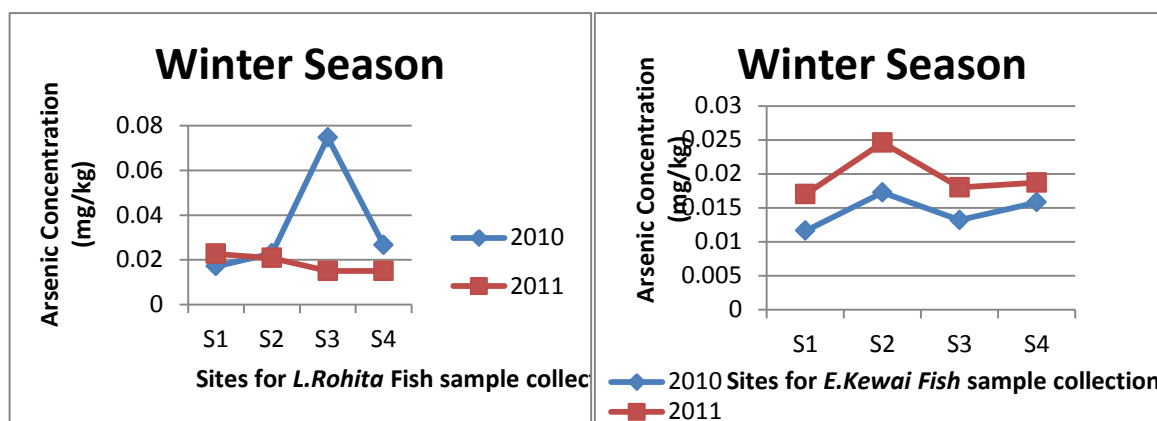 Winter Season
Arsenic Concentration
(mg/kg)
0.08
0.06
0.04
0.02
0
S1 S2 S3 S4
2010
2011
Sites for L.Rohita Fish sample collect
Winter Season
Arsenic Concentration
(mg/kg)
0.03
0.025
0.02
0.015
0.01
0.005
0
S1 S2 S3 S4
2010
2011
Sites for E.Kewai Fish sample collection